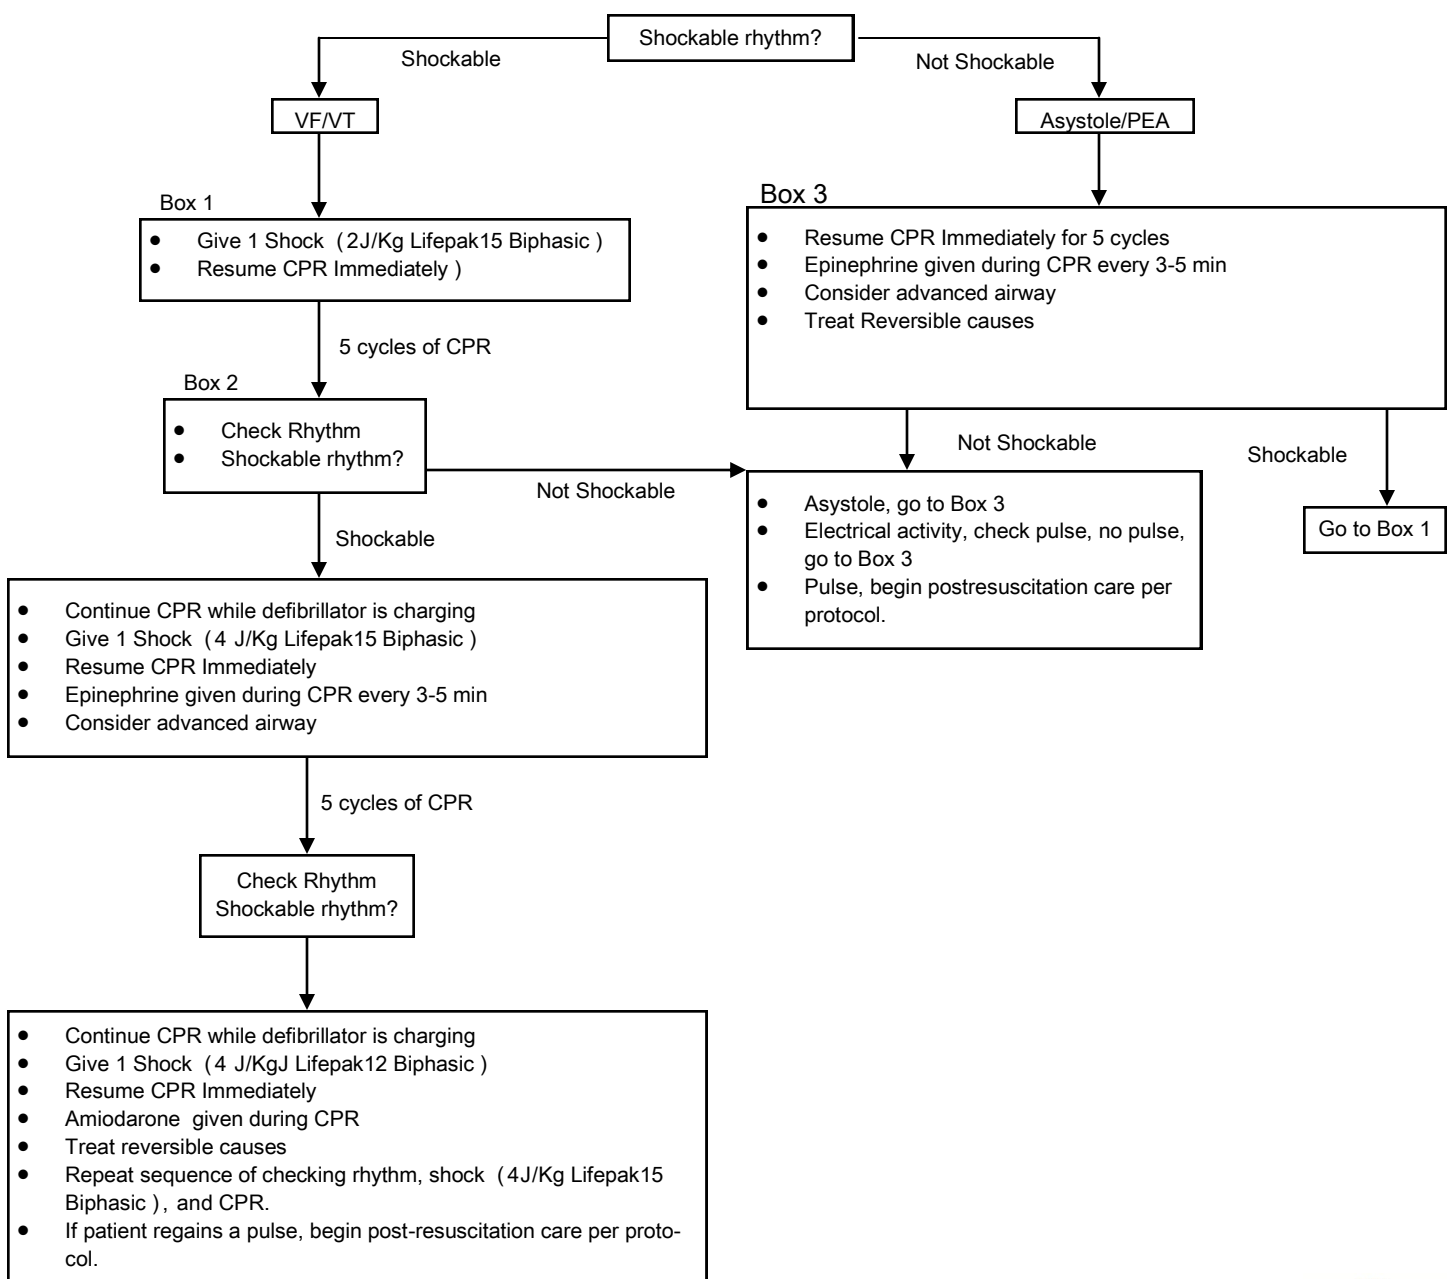 Shockable rhythm?
Shockable
Not Shockable
VF/VT
Asystole/PEA
Box 1
• Give 1 Shock (2J/Kg Lifepak15 Biphasic )
• Resume CPR Immediately )
Box 3
• Resume CPR Immediately for 5 cycles
• Epinephrine given during CPR every 3-5 min
• Consider advanced airway
• Treat Reversible causes
5 cycles of CPR
Box 2
• Check Rhythm
• Shockable rhythm?
Not Shockable
Not Shockable
Shockable
• Asystole, go to Box 3
• Electrical activity, check pulse, no pulse,
go to Box 3
• Pulse, begin postresuscitation care per
protocol.
Go to Box 1
Shockable
• Continue CPR while defibrillator is charging
• Give 1 Shock (4 J/Kg Lifepak15 Biphasic )
• Resume CPR Immediately
• Epinephrine given during CPR every 3-5 min
• Consider advanced airway
5 cycles of CPR
Check Rhythm
Shockable rhythm?
• Continue CPR while defibrillator is charging
• Give 1 Shock (4 J/KgJ Lifepak12 Biphasic )
• Resume CPR Immediately
• Amiodarone given during CPR
• Treat reversible causes
• Repeat sequence of checking rhythm, shock (4J/Kg Lifepak15
Biphasic ), and CPR.
• If patient regains a pulse, begin post-resuscitation care per proto-
col.